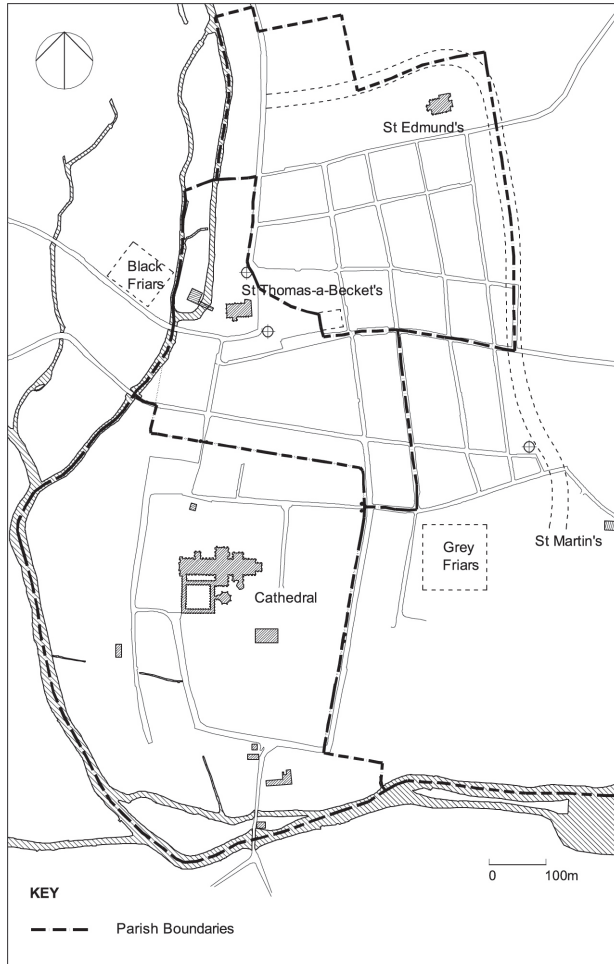 St Edmund's
Black
Friars
St Thomas-a-Becket's
St Martin's
Grey
Friars
Cathedral
0 100m
KEY
Parish Boundaries